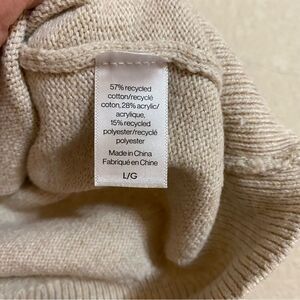 57% recycled
cotton/recyclé
coton, 28% acrylic/
acrylique,
15% recycled
polyester/recyclé
polyester
Made in China
Fabriqué en Chine
L/G